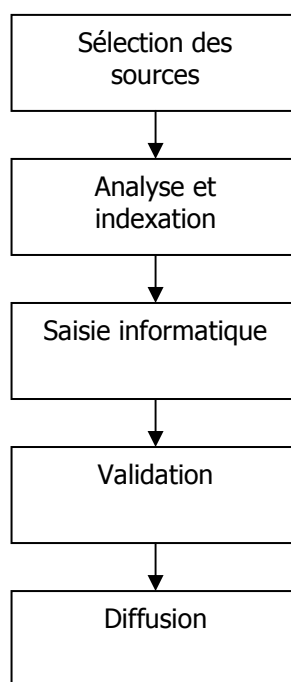 Sélection des
sources
Analyse et
indexation
Saisie informatique
Validation
Diffusion